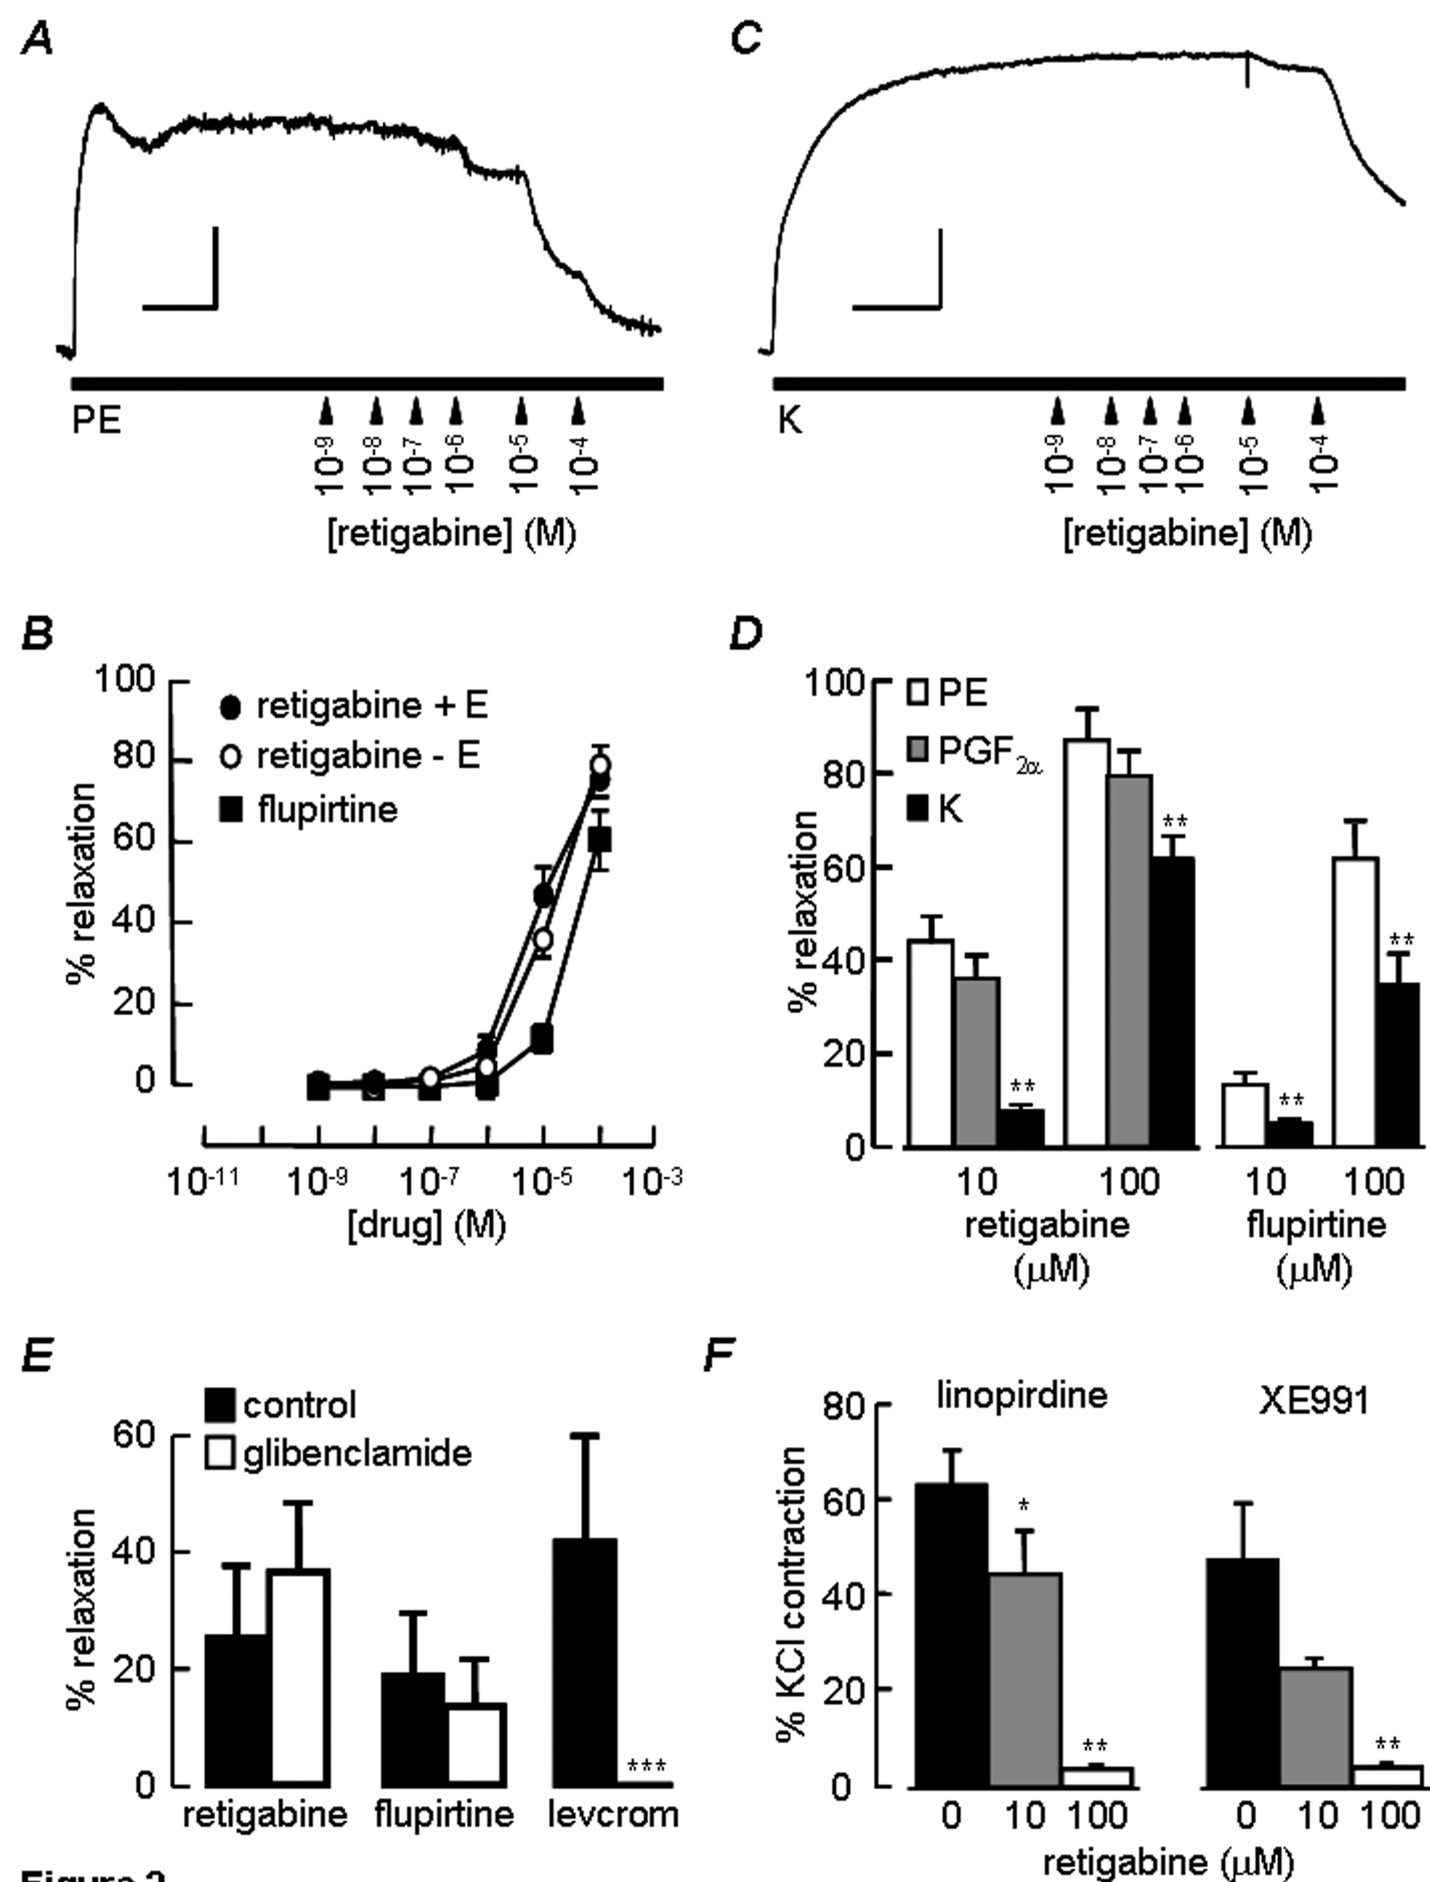 A
PE
10-9 10-8 10-7 10-6 10-5 10-4
[retigabine] (M)
C
K
10-9 10-8 10-7 10-6 10-5 10-4
[retigabine] (M)
B
100
80
60
40
20
0
% relaxation
retigabine + E
retigabine - E
flupirtine
10-11 10-9 10-7 10-5 10-3
[drug] (M)
D
100
80
60
40
20
0
% relaxation
PE
PGF2α
K
**
**
**
**
10 100 10 100
retigabine flupirtine
(μM) (μM)
E
control
glibenclamide
60
40
20
0
% relaxation
***
retigabine flupirtine levcrom
F
linopirdine XE991
80
60
40
20
0
% KCl contraction
*
**
**
0 10 100 0 10 100
retigabine (μM)